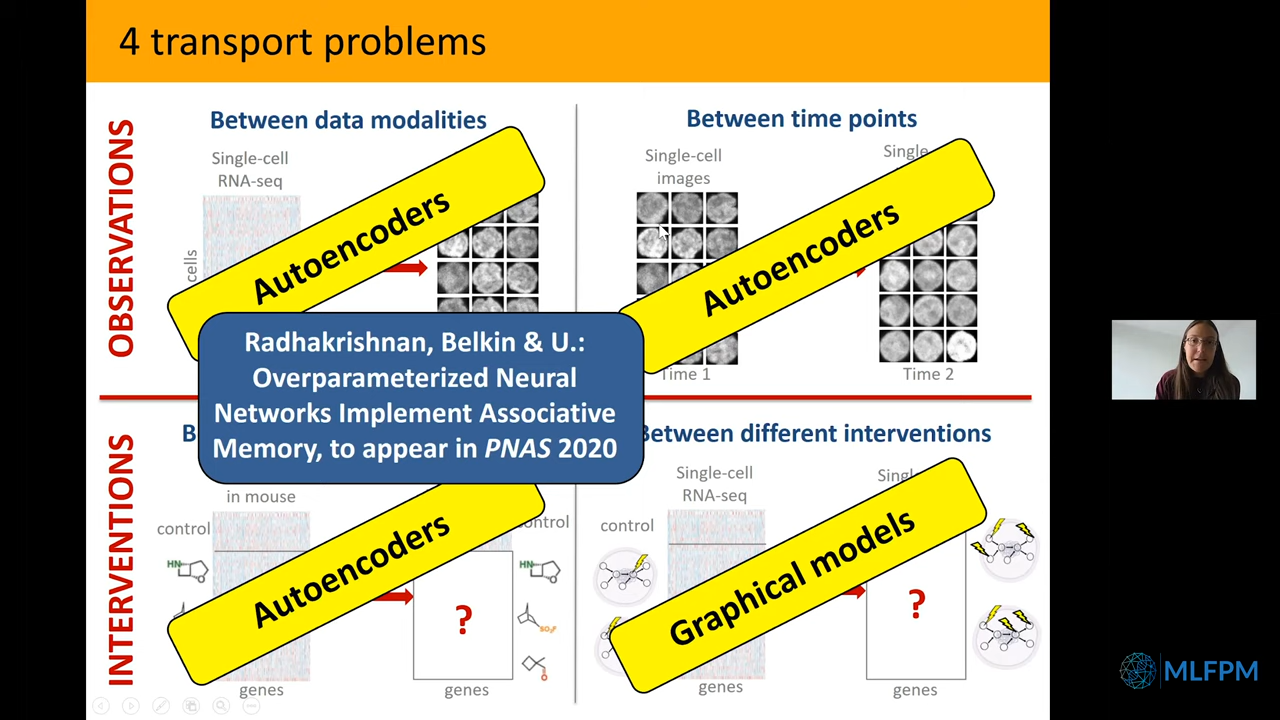 4 transport problems
OBSERVATIONS
Between data modalities
Single-cell
RNA-seq
cells
Autoencoders
Between time points
Single-cell
images
Single
Autoencoders
Time 1
Time 2
Radhakrishnan, Belkin & U.:
Overparameterized Neural
Networks Implement Associative
Memory, to appear in PNAS 2020
INTERVENTIONS
B
in mouse
control
control
HN
HN
SO₂F
O
Autoencoders
?
genes
genes
Between different interventions
Single-cell
RNA-seq
Singl
control
Graphical models
?
genes
genes
MLFPM